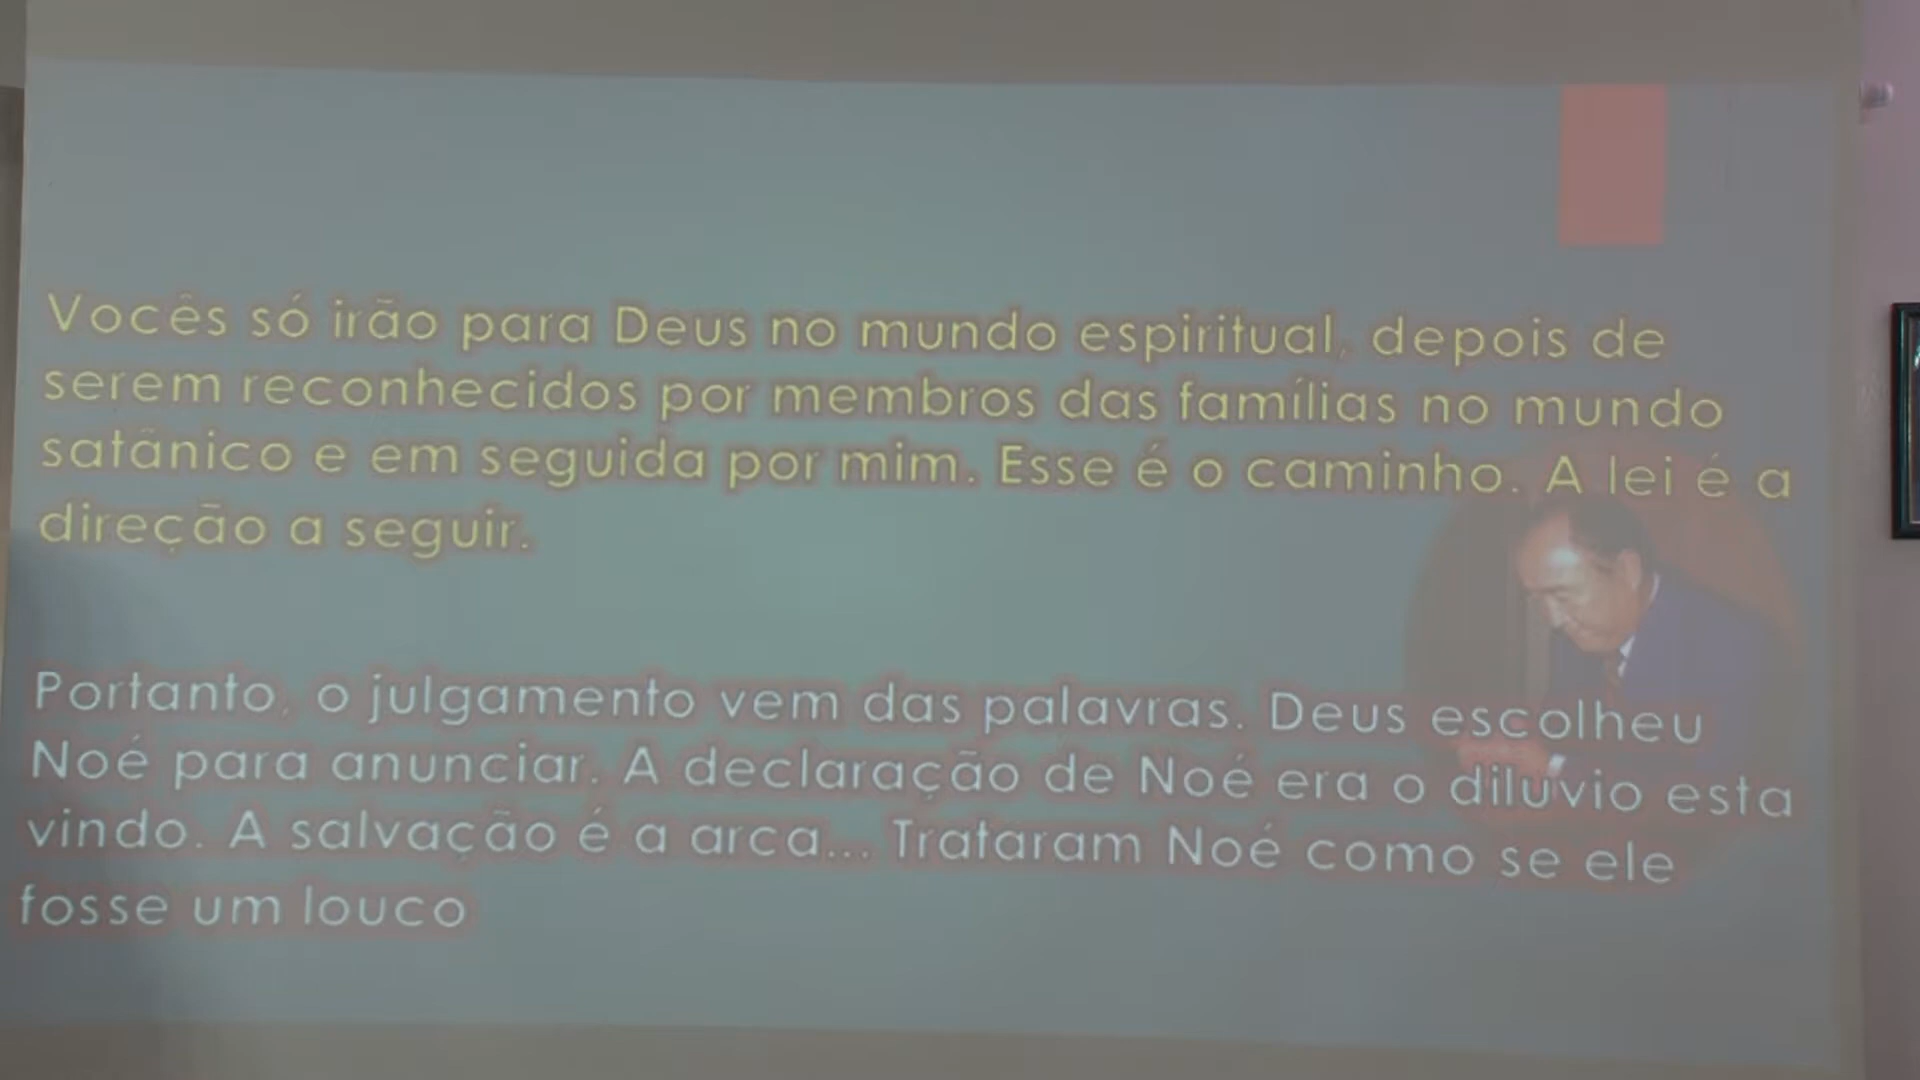 Vocês só irão para Deus no mundo espiritual, depois de
serem reconhecidos por membros das famílias no mundo
satânico e em seguida por mim. Esse é o caminho. A lei é a
direção a seguir.
Portanto, o julgamento vem das palavras. Deus escolheu
Noé para anunciar. A declaração de Noé era o dilúvio esta
vindo. A salvação é a arca... Trataram Noé como se ele
fosse um louco